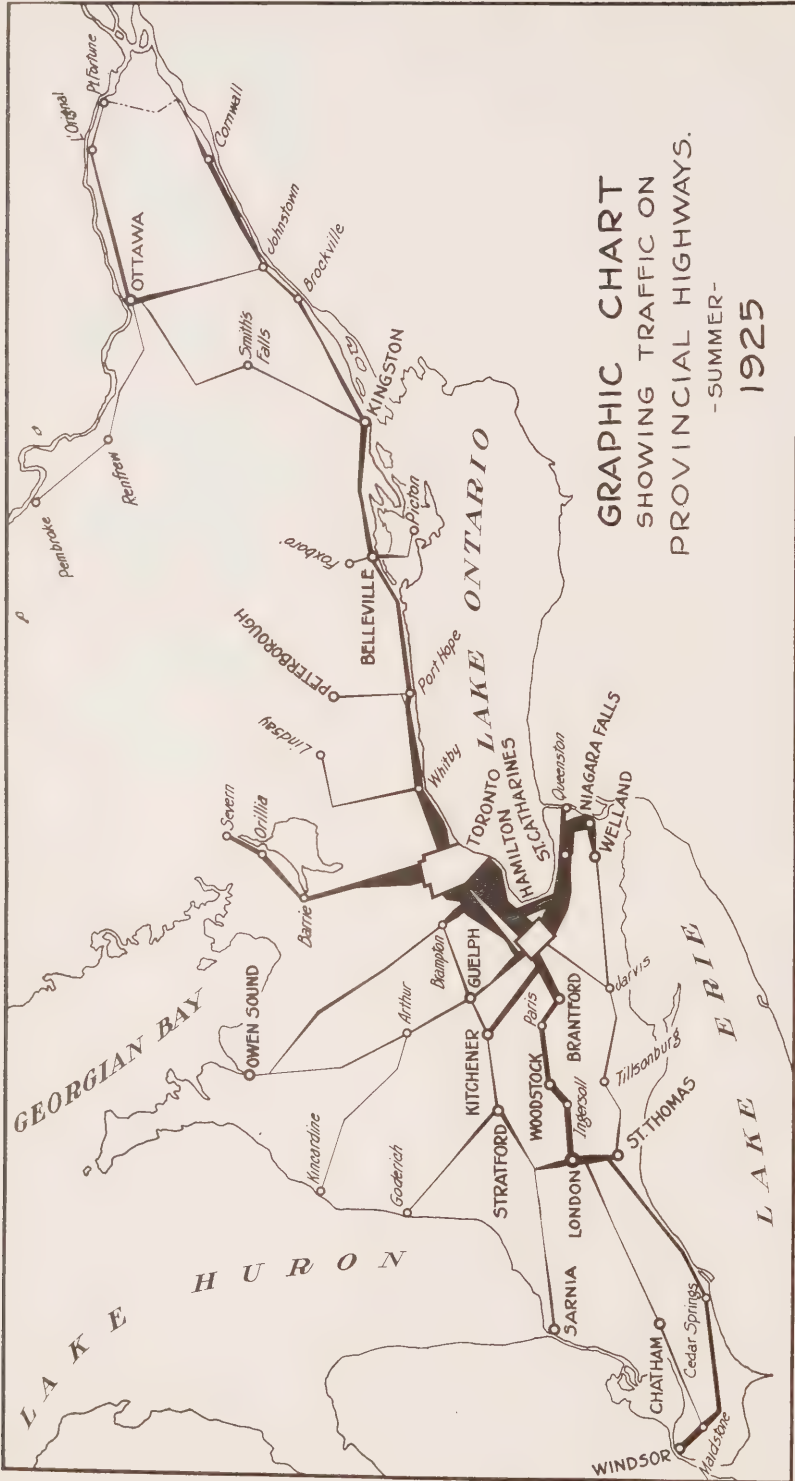 GRAPHIC CHART
SHOWING TRAFFIC ON
PROVINCIAL HIGHWAYS.
-SUMMER-
1925
LAKE HURON
GEORGIAN BAY
LAKE ONTARIO
LAKE ERIE
Pembroke
Renfrew
OTTAWA
L'Orignal
Pt Fortune
Cornwall
Johnstown
Brockville
Smith's
Falls
KINGSTON
Picton
Foxboro'
BELLEVILLE
PETERBOROUGH
Port Hope
Lindsay
Whitby
Severn
Orillia
Barrie
TORONTO
HAMILTON
ST. CATHARINES
Queenston
NIAGARA FALLS
WELLAND
OWEN SOUND
Arthur
Brampton
GUELPH
KITCHENER
Kincardine
Goderich
STRATFORD
Paris
BRANTFORD
WOODSTOCK
Ingersoll
Jarvis
Tillsonburg
LONDON
ST. THOMAS
SARNIA
CHATHAM
Cedar Springs
WINDSOR
Maidstone